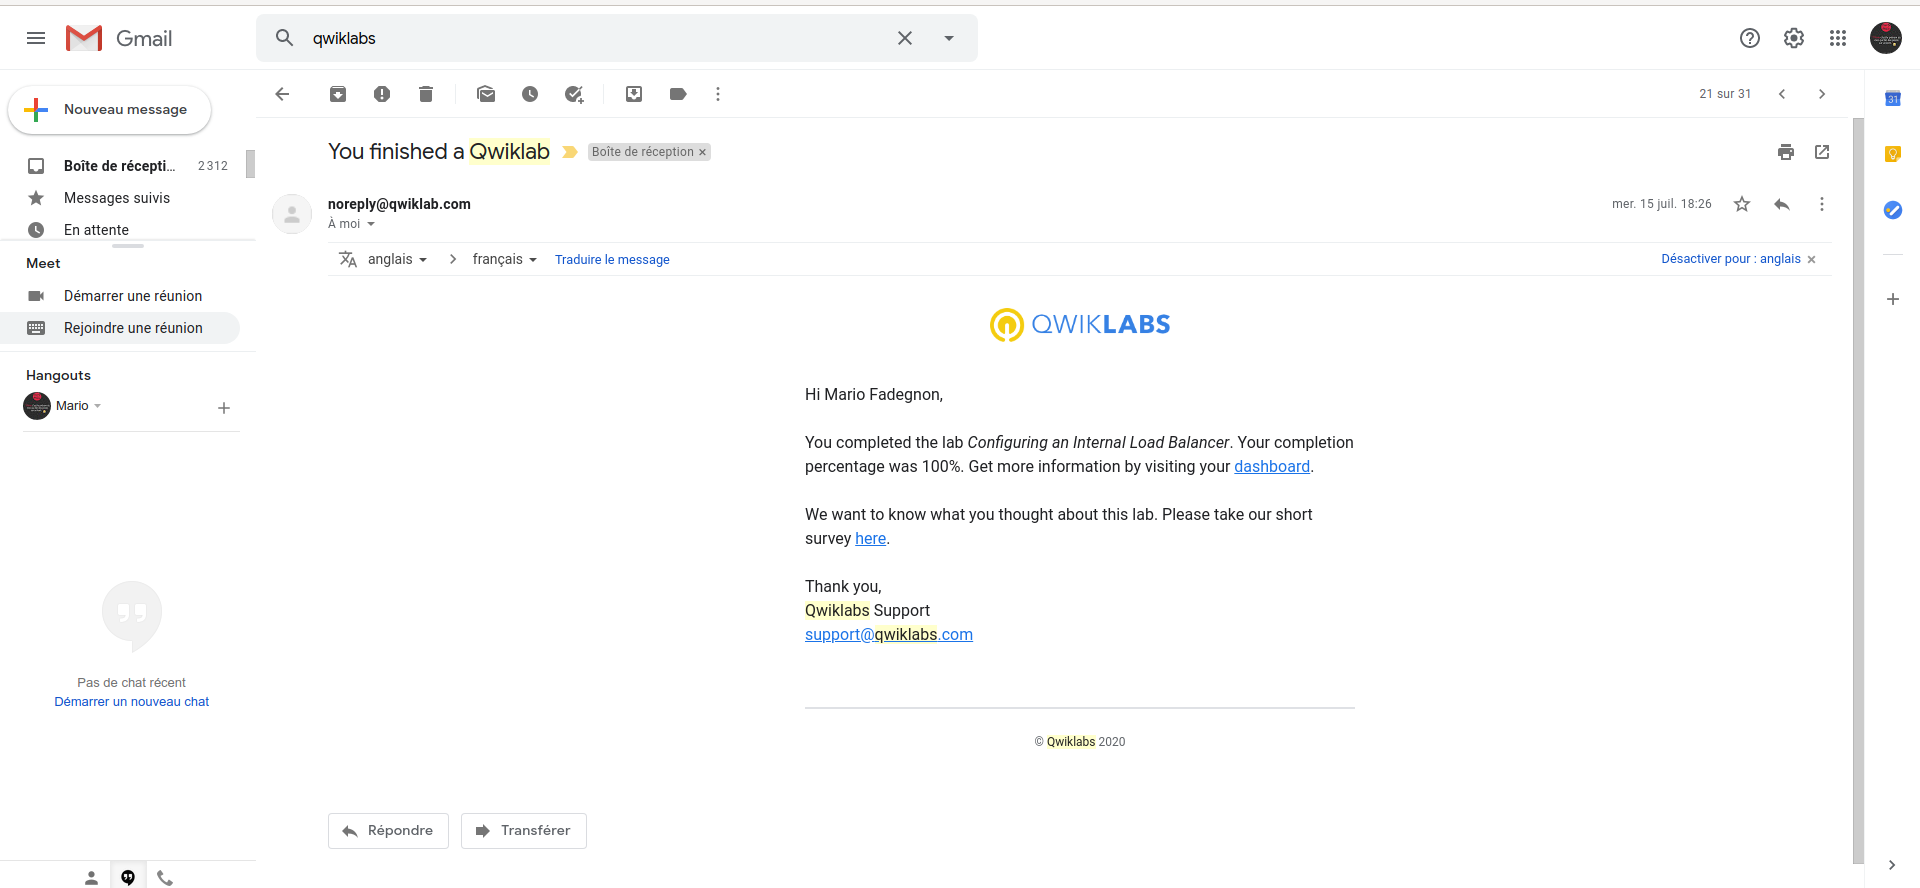 Gmail
qwiklabs
Nouveau message
21 sur 31
Boîte de récepti... 2 312
Messages suivis
En attente
Meet
Démarrer une réunion
Rejoindre une réunion
Hangouts
Mario
Pas de chat récent
Démarrer un nouveau chat
You finished a Qwiklab
Boîte de réception ×
noreply@qwiklab.com
mer. 15 juil. 18:26
À moi
anglais > français Traduire le message
Désactiver pour : anglais ×
QWIKLABS
Hi Mario Fadegnon,
You completed the lab Configuring an Internal Load Balancer. Your completion
percentage was 100%. Get more information by visiting your dashboard.
We want to know what you thought about this lab. Please take our short
survey here.
Thank you,
Qwiklabs Support
support@qwiklabs.com
© Qwiklabs 2020
Répondre
Transférer
31